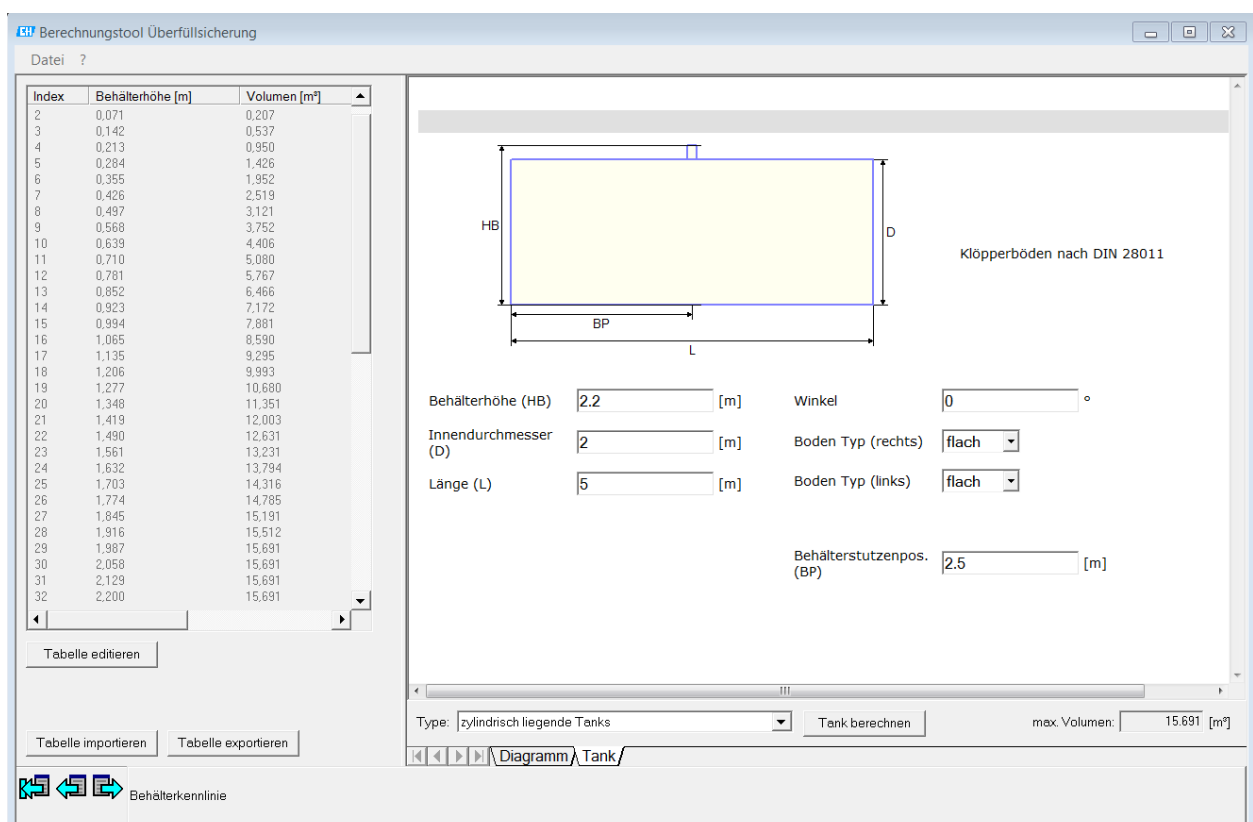 EH Berechnungstool Überfüllsicherung
Datei ?
Index Behälterhöhe [m] Volumen [m³]
2 0,071 0,207
3 0,142 0,537
4 0,213 0,950
5 0,284 1,426
6 0,355 1,952
7 0,426 2,519
8 0,497 3,121
9 0,568 3,752
10 0,639 4,406
11 0,710 5,080
12 0,781 5,767
13 0,852 6,466
14 0,923 7,172
15 0,994 7,881
16 1,065 8,590
17 1,135 9,295
18 1,206 9,993
19 1,277 10,680
20 1,348 11,351
21 1,419 12,003
22 1,490 12,631
23 1,561 13,231
24 1,632 13,794
25 1,703 14,316
26 1,774 14,785
27 1,845 15,191
28 1,916 15,512
29 1,987 15,691
30 2,058 15,691
31 2,129 15,691
32 2,200 15,691
Tabelle editieren
Tabelle importieren Tabelle exportieren
HB
D
BP
L
Klöpperböden nach DIN 28011
Behälterhöhe (HB) 2.2 [m] Winkel 0 °
Innendurchmesser
(D) 2 [m] Boden Typ (rechts) flach
Länge (L) 5 [m] Boden Typ (links) flach
Behälterstutzenpos.
(BP) 2.5 [m]
Type: zylindrisch liegende Tanks Tank berechnen max. Volumen: 15.691 [m³]
Diagramm Tank
Behälterkennlinie